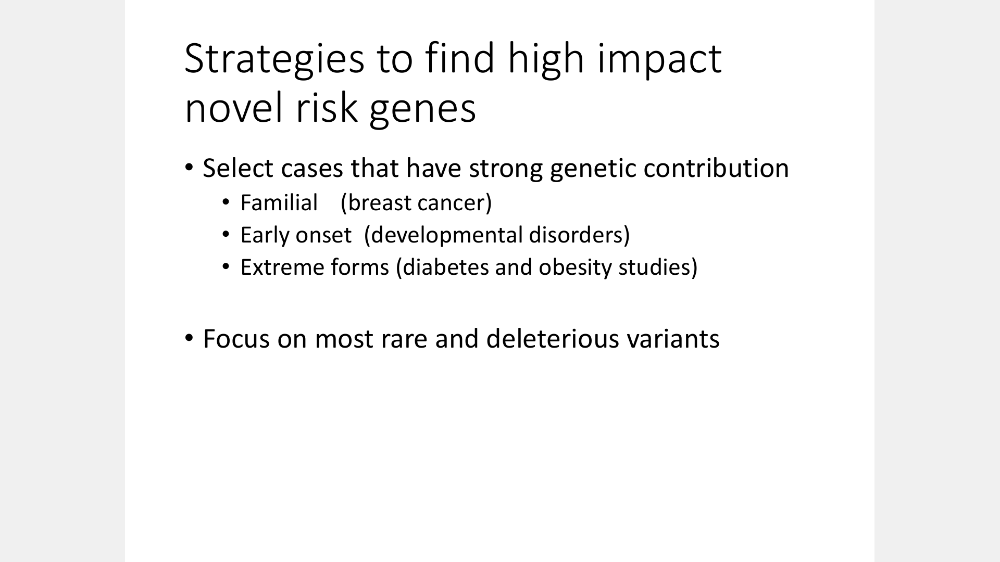 Strategies to find high impact
novel risk genes
• Select cases that have strong genetic contribution
• Familial (breast cancer)
• Early onset (developmental disorders)
• Extreme forms (diabetes and obesity studies)
• Focus on most rare and deleterious variants